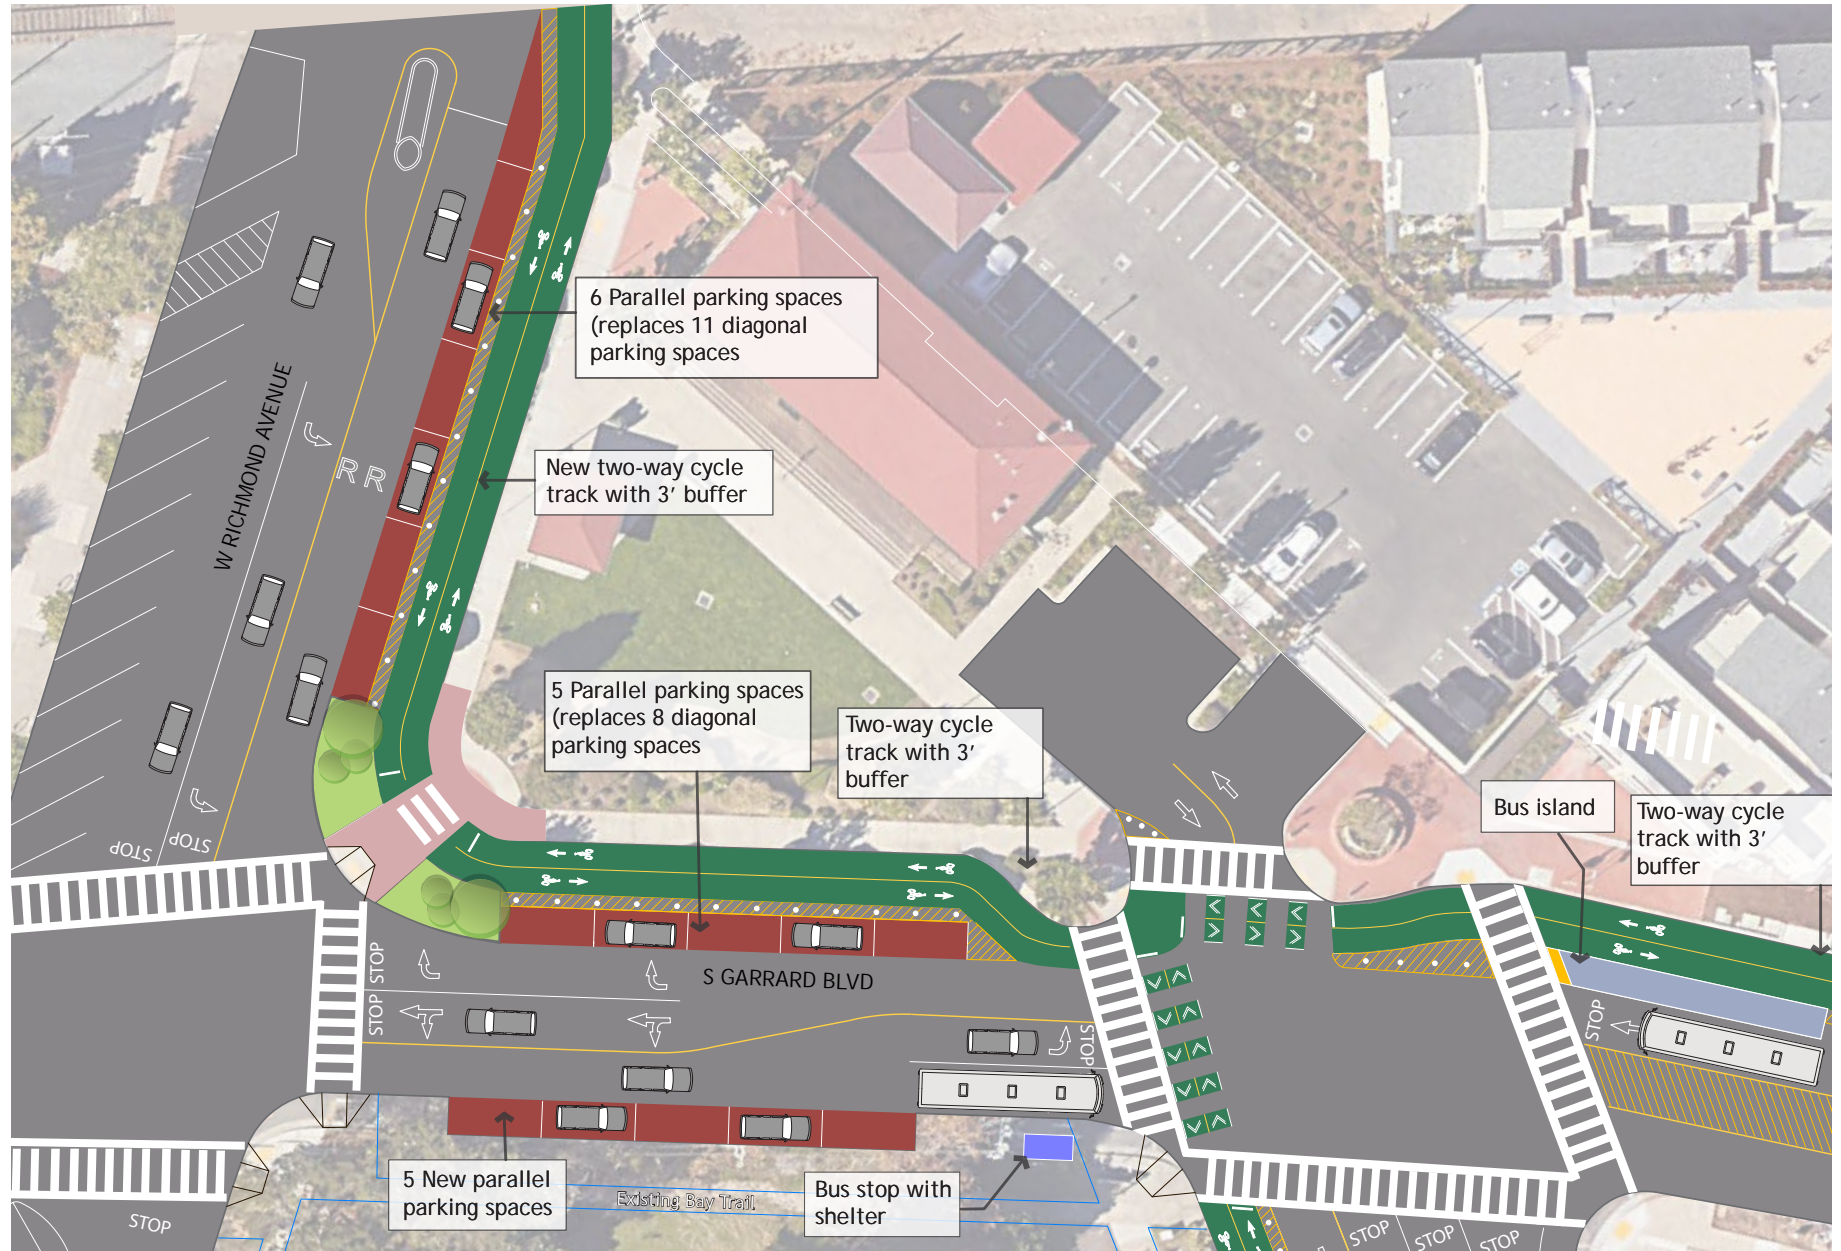 6 Parallel parking spaces
(replaces 11 diagonal
parking spaces
W RICHMOND AVENUE
R R
New two-way cycle
track with 3' buffer
5 Parallel parking spaces
(replaces 8 diagonal
parking spaces
Two-way cycle
track with 3'
buffer
Bus island
Two-way cycle
track with 3'
buffer
STOP
STOP
STOP
STOP
S GARRARD BLVD
STOP
STOP
5 New parallel
parking spaces
Existing Bay Trail
Bus stop with
shelter
STOP
STOP
STOP
STOP